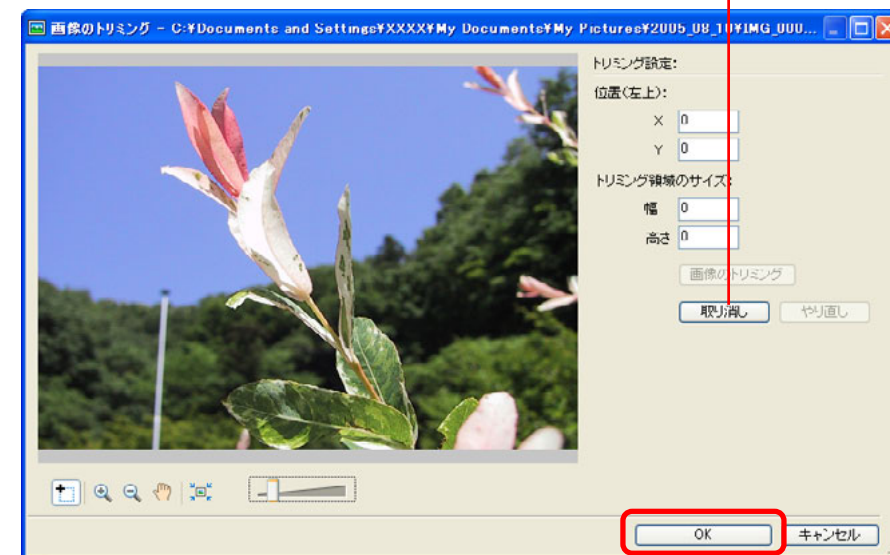 画像のトリミング - C:¥Documents and Settings¥XXXX¥My Documents¥My Pictures¥2005_08_10¥IMG_000...
トリミング設定:
位置(左上):
X 0
Y 0
トリミング領域のサイズ:
幅 0
高さ 0
画像のトリミング
取り消し やり直し
OK キャンセル